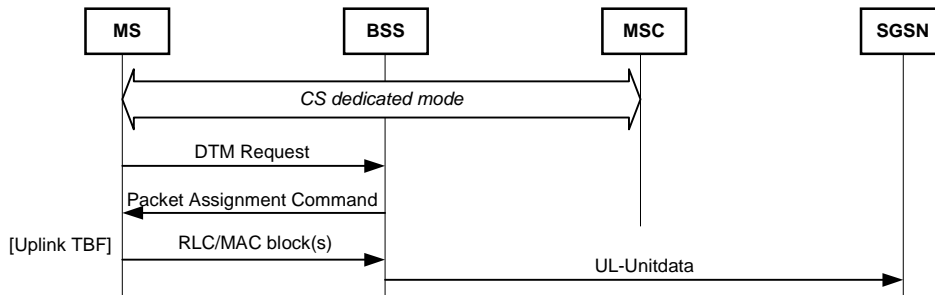 MS
BSS
MSC
SGSN
CS dedicated mode
DTM Request
Packet Assignment Command
[Uplink TBF]
RLC/MAC block(s)
UL-Unitdata